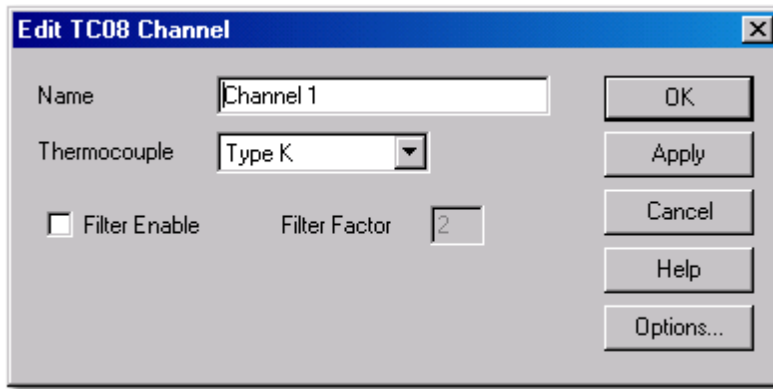 Edit TC08 Channel
Name
Channel 1
OK
Thermocouple
Type K
Apply
Filter Enable
Filter Factor
2
Cancel
Help
Options...